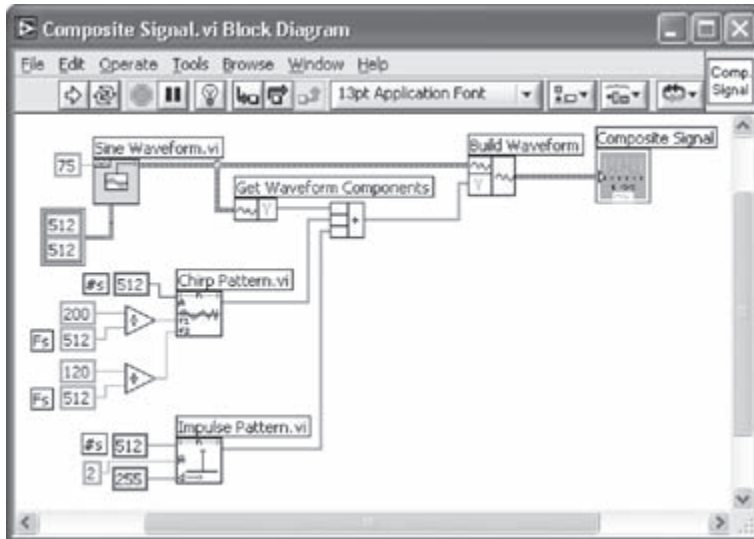 Composite Signal.vi Block Diagram
File Edit Operate Tools Browse Window Help
13pt Application Font
Comp. Signal
Sine Waveform.vi
Build Waveform
Composite Signal
75
Get Waveform Components
Y
Y
512
512
+
#s 512
Chirp Pattern.vi
200
Fs 512
÷
f1
f2
120
Fs 512
÷
Impulse Pattern.vi
#s 512
2
255